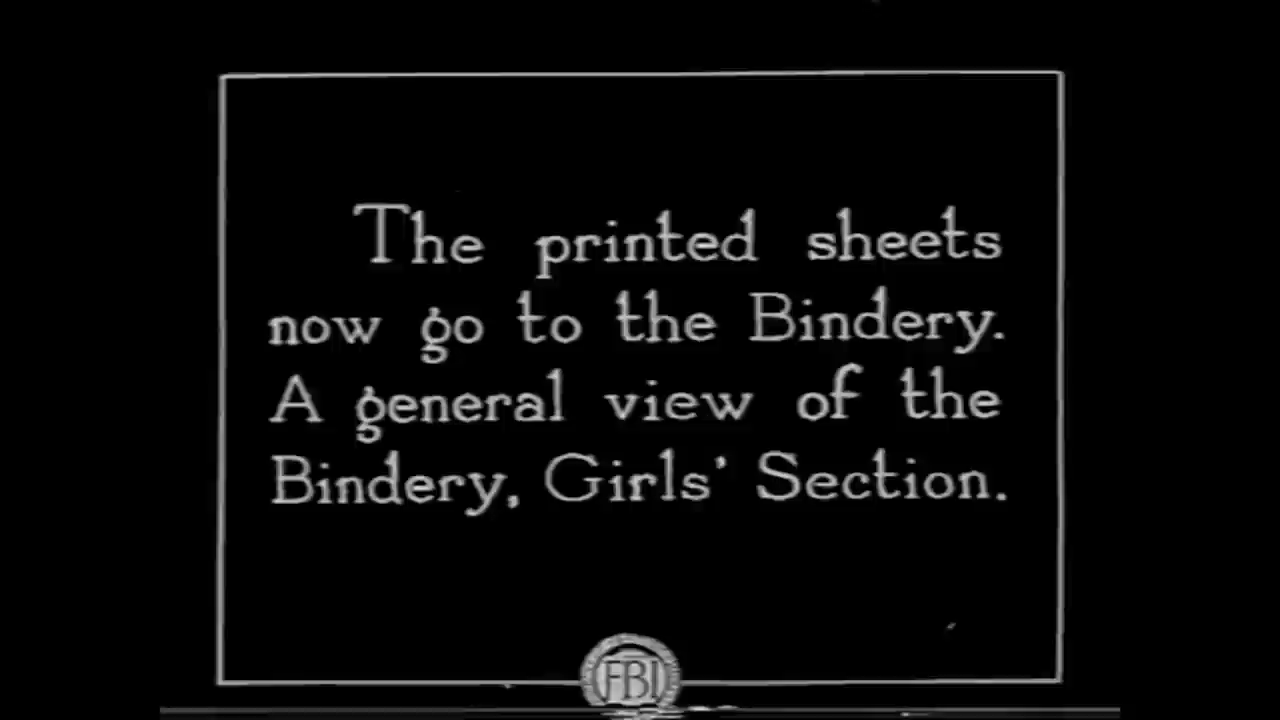 The printed sheets
now go to the Bindery.
A general view of the
Bindery, Girls' Section.
FBI